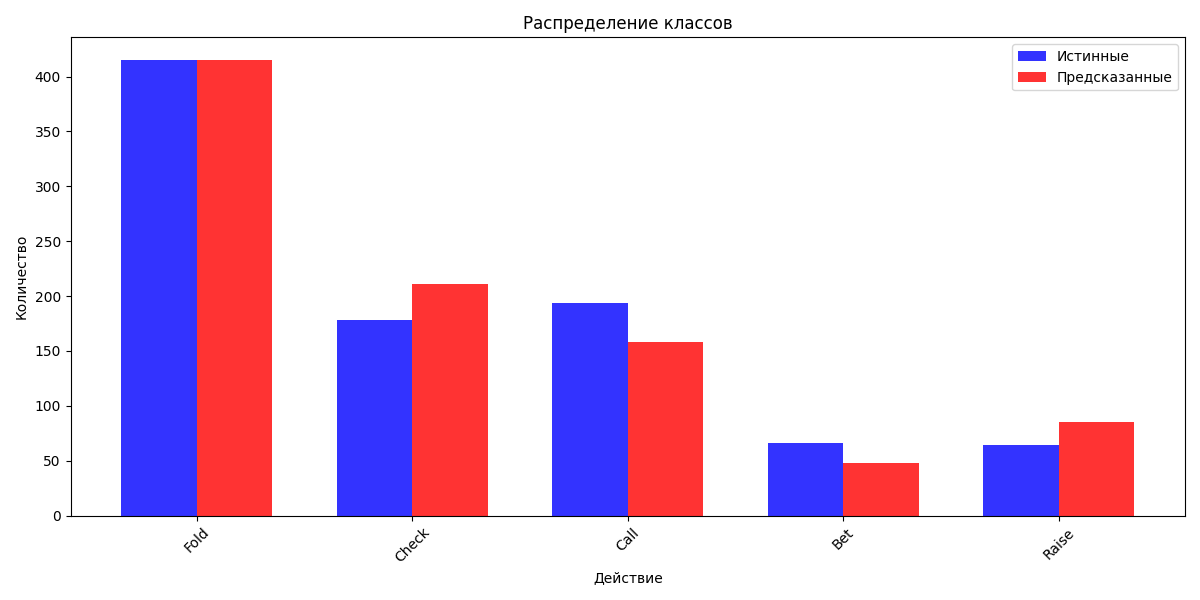 Распределение классов
Истинные
Предсказанные
Количество
400
350
300
250
200
150
100
50
0
Fold
Check
Call
Bet
Raise
Действие